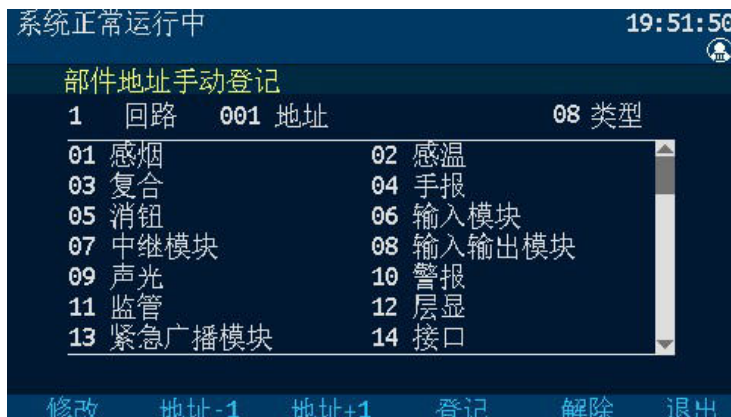 系统正常运行中 19:51:50
部件地址手动登记
1 回路 001 地址 08 类型
01 感烟 02 感温
03 复合 04 手报
05 消钮 06 输入模块
07 中继模块 08 输入输出模块
09 声光 10 警报
11 监管 12 层显
13 紧急广播模块 14 接口
修改 地址-1 地址+1 登记 解除 退出